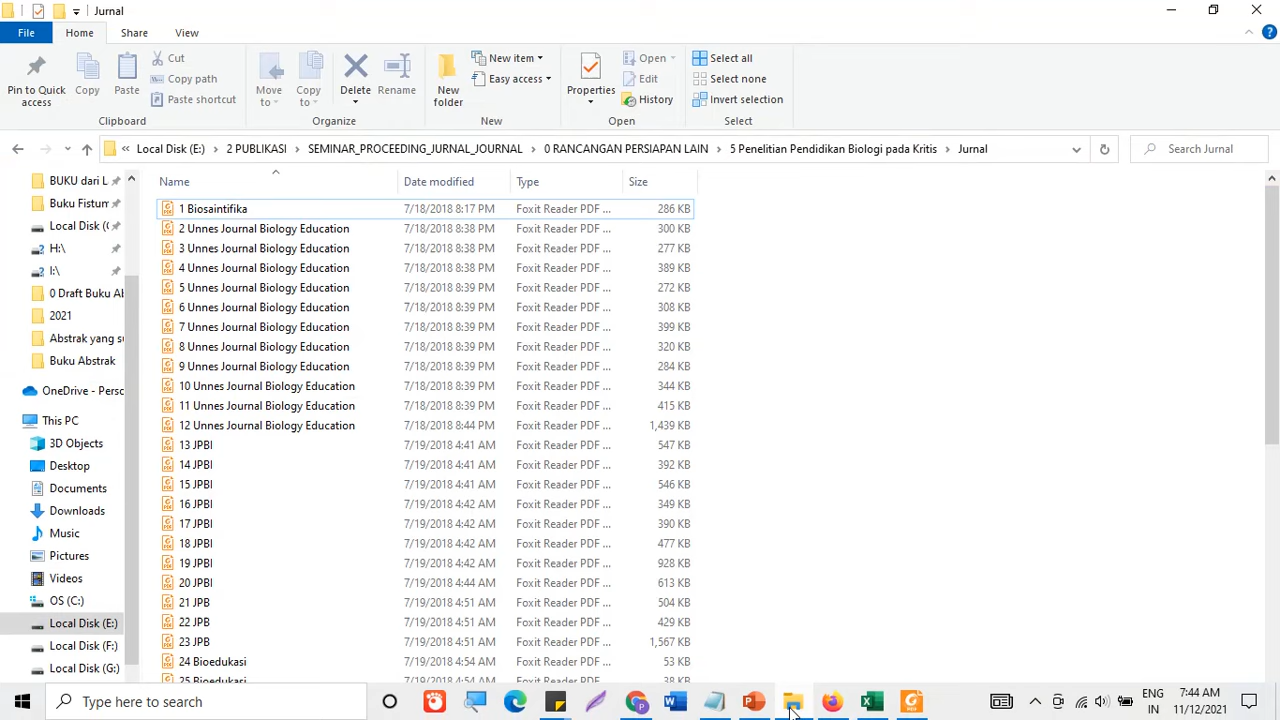 Jurnal
File Home Share View
Pin to Quick access
Copy
Paste
Cut
Copy path
Paste shortcut
Move to
Copy to
Delete
Rename
New folder
New item
Easy access
Properties
Open
Edit
History
Select all
Select none
Invert selection
Clipboard Organize New Open Select
« Local Disk (E:) › 2 PUBLIKASI › SEMINAR_PROCEEDING_JURNAL_JOURNAL › 0 RANCANGAN PERSIAPAN LAIN › 5 Penelitian Pendidikan Biologi pada Kritis › Jurnal
Search Jurnal
BUKU dari L
Buku Fistum
Local Disk (
H:\
I:\
0 Draft Buku Ab
2021
Abstrak yang su
Buku Abstrak
OneDrive - Perso
This PC
3D Objects
Desktop
Documents
Downloads
Music
Pictures
Videos
OS (C:)
Local Disk (E:)
Local Disk (F:)
Local Disk (G:)
Name Date modified Type Size
1 Biosaintifika 7/18/2018 8:17 PM Foxit Reader PDF ... 286 KB
2 Unnes Journal Biology Education 7/18/2018 8:38 PM Foxit Reader PDF ... 300 KB
3 Unnes Journal Biology Education 7/18/2018 8:38 PM Foxit Reader PDF ... 277 KB
4 Unnes Journal Biology Education 7/18/2018 8:38 PM Foxit Reader PDF ... 389 KB
5 Unnes Journal Biology Education 7/18/2018 8:39 PM Foxit Reader PDF ... 272 KB
6 Unnes Journal Biology Education 7/18/2018 8:39 PM Foxit Reader PDF ... 308 KB
7 Unnes Journal Biology Education 7/18/2018 8:39 PM Foxit Reader PDF ... 399 KB
8 Unnes Journal Biology Education 7/18/2018 8:39 PM Foxit Reader PDF ... 320 KB
9 Unnes Journal Biology Education 7/18/2018 8:39 PM Foxit Reader PDF ... 284 KB
10 Unnes Journal Biology Education 7/18/2018 8:39 PM Foxit Reader PDF ... 344 KB
11 Unnes Journal Biology Education 7/18/2018 8:39 PM Foxit Reader PDF ... 415 KB
12 Unnes Journal Biology Education 7/18/2018 8:44 PM Foxit Reader PDF ... 1,439 KB
13 JPBI 7/19/2018 4:41 AM Foxit Reader PDF ... 547 KB
14 JPBI 7/19/2018 4:41 AM Foxit Reader PDF ... 392 KB
15 JPBI 7/19/2018 4:41 AM Foxit Reader PDF ... 546 KB
16 JPBI 7/19/2018 4:42 AM Foxit Reader PDF ... 349 KB
17 JPBI 7/19/2018 4:42 AM Foxit Reader PDF ... 390 KB
18 JPBI 7/19/2018 4:42 AM Foxit Reader PDF ... 477 KB
19 JPBI 7/19/2018 4:42 AM Foxit Reader PDF ... 928 KB
20 JPBI 7/19/2018 4:44 AM Foxit Reader PDF ... 613 KB
21 JPB 7/19/2018 4:51 AM Foxit Reader PDF ... 504 KB
22 JPB 7/19/2018 4:51 AM Foxit Reader PDF ... 429 KB
23 JPB 7/19/2018 4:51 AM Foxit Reader PDF ... 1,567 KB
24 Bioedukasi 7/19/2018 4:54 AM Foxit Reader PDF ... 53 KB
25 Bioedukasi 7/19/2018 4:54 AM Foxit Reader PDF ... 38 KB
Type here to search
ENG
IN
7:44 AM
11/12/2021